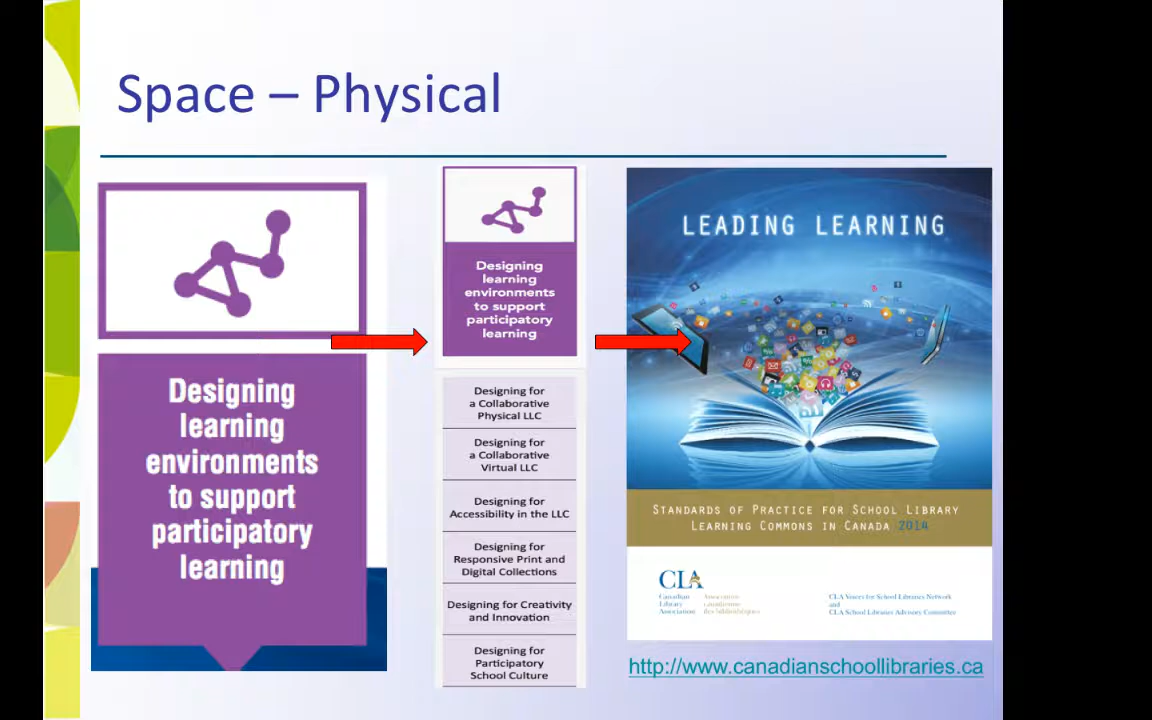 Space – Physical
Designing
learning
environments
to support
participatory
learning
Designing
learning
environments
to support
participatory
learning
Designing for
a Collaborative
Physical LLC
Designing for
a Collaborative
Virtual LLC
Designing for
Accessibility in the LLC
Designing for
Responsive Print and
Digital Collections
Designing for Creativity
and Innovation
Designing for
Participatory
School Culture
LEADING LEARNING
STANDARDS OF PRACTICE FOR SCHOOL LIBRARY
LEARNING COMMONS IN CANADA 2014
CLA
Canadian
Library
Association
Association
canadienne
des bibliothèques
CLA Voices for School Libraries Network
and
CLA School Libraries Advisory Committee
http://www.canadianschoollibraries.ca